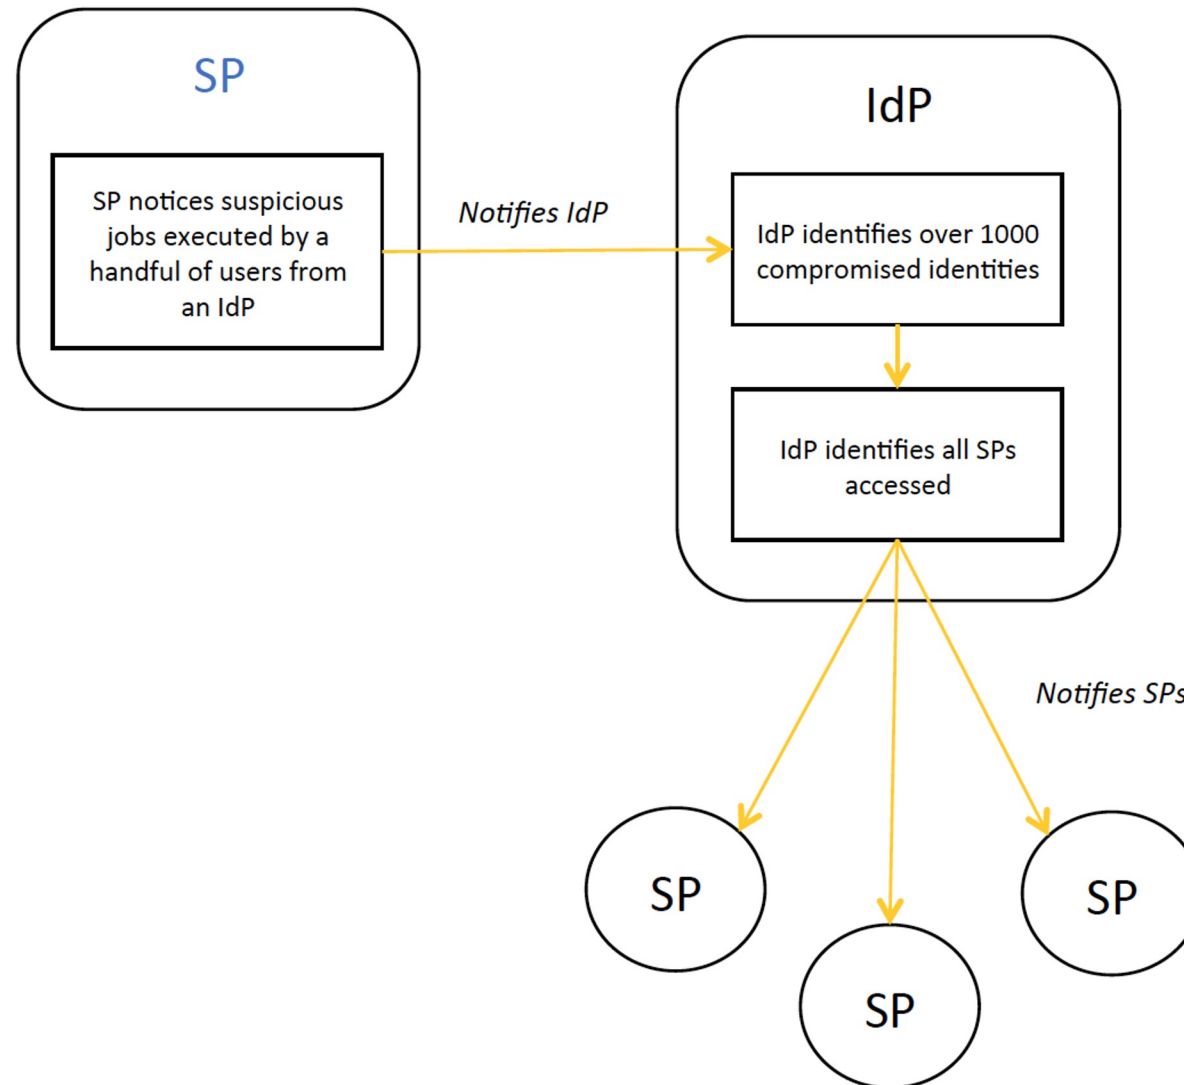 SP
SP notices suspicious
jobs executed by a
handful of users from
an IdP
Notifies IdP
IdP
IdP identifies over 1000
compromised identities
IdP identifies all SPs
accessed
Notifies SPs
SP
SP
SP